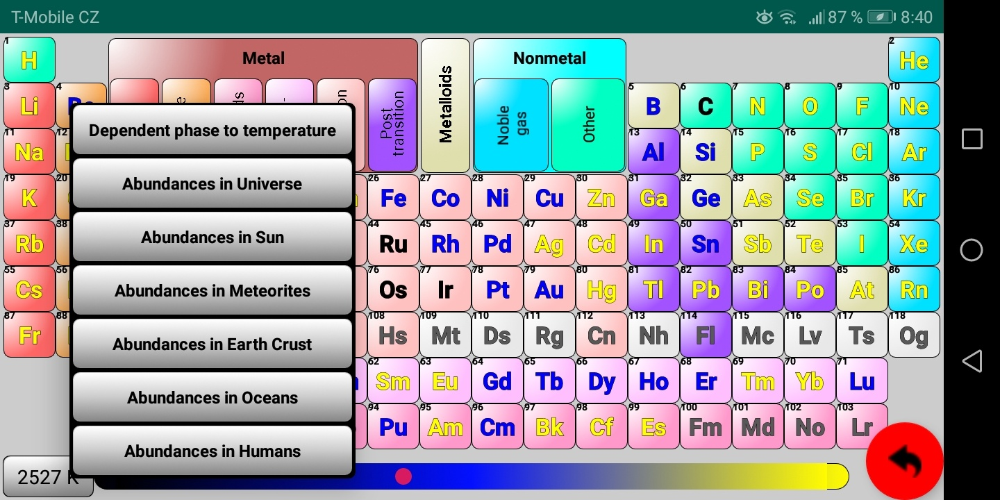 T-Mobile CZ 87 % 8:40
1 H 2 He
Metal Metalloids Nonmetal
Post transition Noble gas Other
3 Li 4 5 B 6 C 7 N 8 O 9 F 10 Ne
11 Na 12 13 Al 14 Si 15 P 16 S 17 Cl 18 Ar
19 K 20 26 Fe 27 Co 28 Ni 29 Cu 30 Zn 31 Ga 32 Ge 33 As 34 Se 35 Br 36 Kr
37 Rb 38 44 Ru 45 Rh 46 Pd 47 Ag 48 Cd 49 In 50 Sn 51 Sb 52 Te 53 I 54 Xe
55 Cs 56 76 Os 77 Ir 78 Pt 79 Au 80 Hg 81 Tl 82 Pb 83 Bi 84 Po 85 At 86 Rn
87 Fr 88 108 Hs 109 Mt 110 Ds 111 Rg 112 Cn 113 Nh 114 Fl 115 Mc 116 Lv 117 Ts 118 Og
62 Sm 63 Eu 64 Gd 65 Tb 66 Dy 67 Ho 68 Er 69 Tm 70 Yb 71 Lu
94 Pu 95 Am 96 Cm 97 Bk 98 Cf 99 Es 100 Fm 101 Md 102 No 103 Lr
Dependent phase to temperature
Abundances in Universe
Abundances in Sun
Abundances in Meteorites
Abundances in Earth Crust
Abundances in Oceans
Abundances in Humans
2527 K